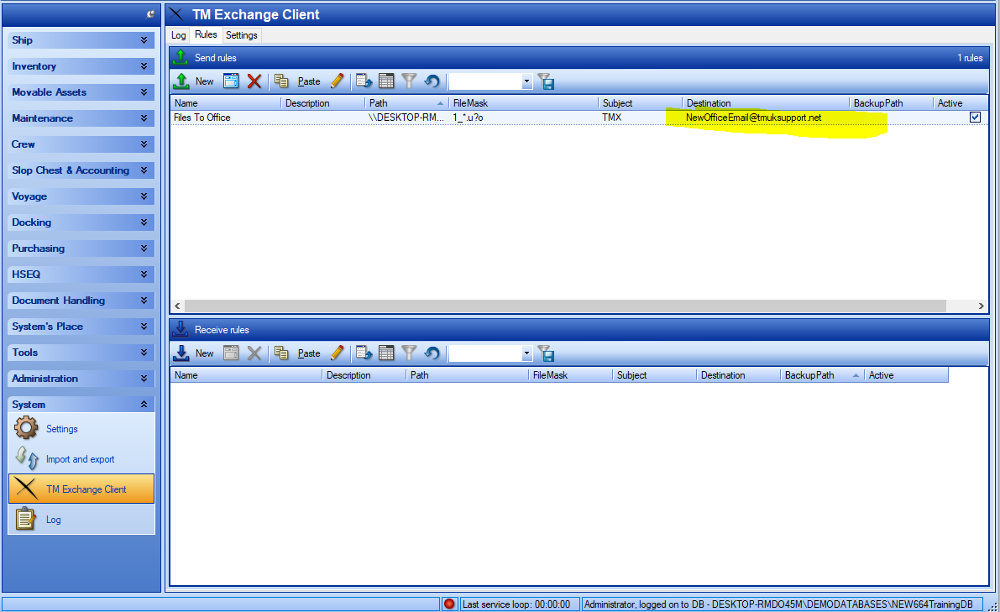 TM Exchange Client
Ship
Inventory
Movable Assets
Maintenance
Crew
Slop Chest & Accounting
Voyage
Docking
Purchasing
HSEQ
Document Handling
System's Place
Tools
Administration
System
Settings
Import and export
TM Exchange Client
Log
Log Rules Settings
Send rules 1 rules
New Paste
Name Description Path FileMask Subject Destination BackupPath Active
Files To Office \\DESKTOP-RM... 1_*.u?o TMX NewOfficeEmail@tmuksupport.net
Receive rules
New Paste
Name Description Path FileMask Subject Destination BackupPath Active
Last service loop: 00:00:00 Administrator, logged on to DB - DESKTOP-RMDO45M\DEMODATABASES\NEW664TrainingDB